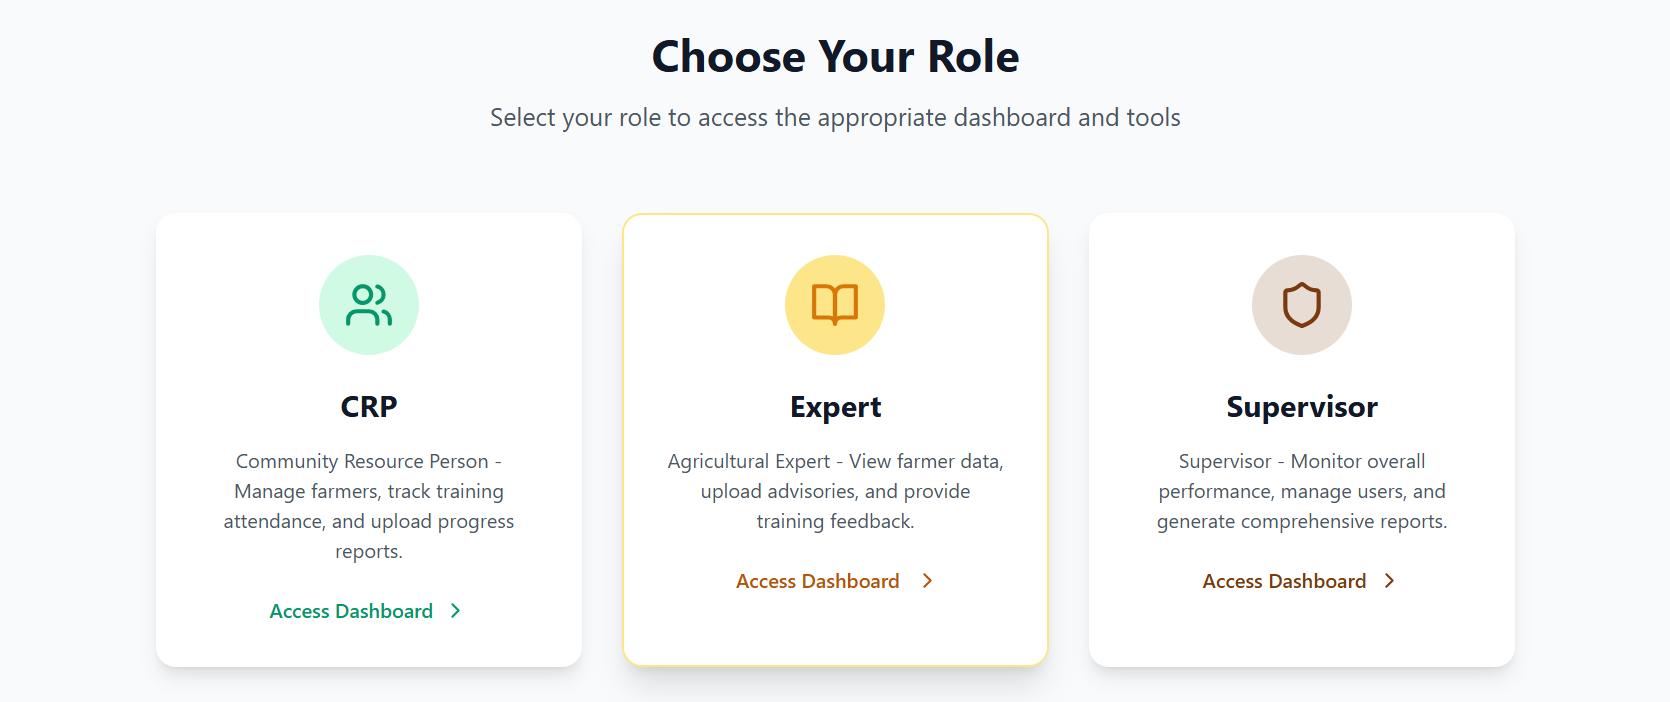 Choose Your Role
Select your role to access the appropriate dashboard and tools
CRP
Community Resource Person -
Manage farmers, track training
attendance, and upload progress
reports.
Access Dashboard
Expert
Agricultural Expert - View farmer data,
upload advisories, and provide
training feedback.
Access Dashboard
Supervisor
Supervisor - Monitor overall
performance, manage users, and
generate comprehensive reports.
Access Dashboard